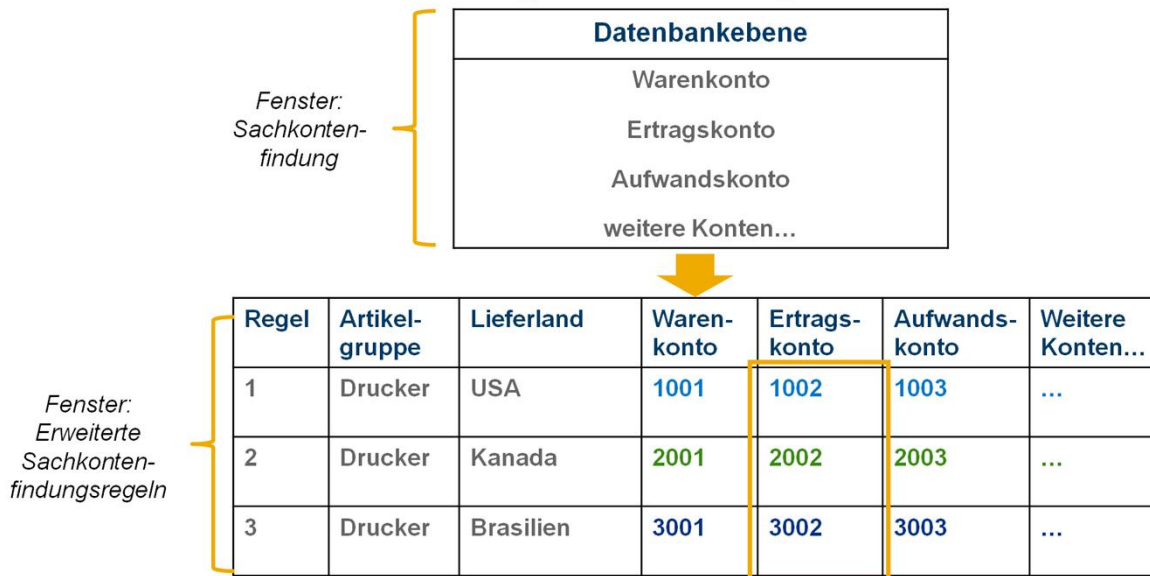 Datenbankebene
Warenkonto
Ertragskonto
Aufwandskonto
weitere Konten…
Fenster:
Sachkonten-
findung
Regel Artikel- Lieferland Waren- Ertrags- Aufwands- Weitere
gruppe konto konto konto Konten…
1 Drucker USA 1001 1002 1003 …
2 Drucker Kanada 2001 2002 2003 …
3 Drucker Brasilien 3001 3002 3003 …
Fenster:
Erweiterte
Sachkonten-
findungsregeln